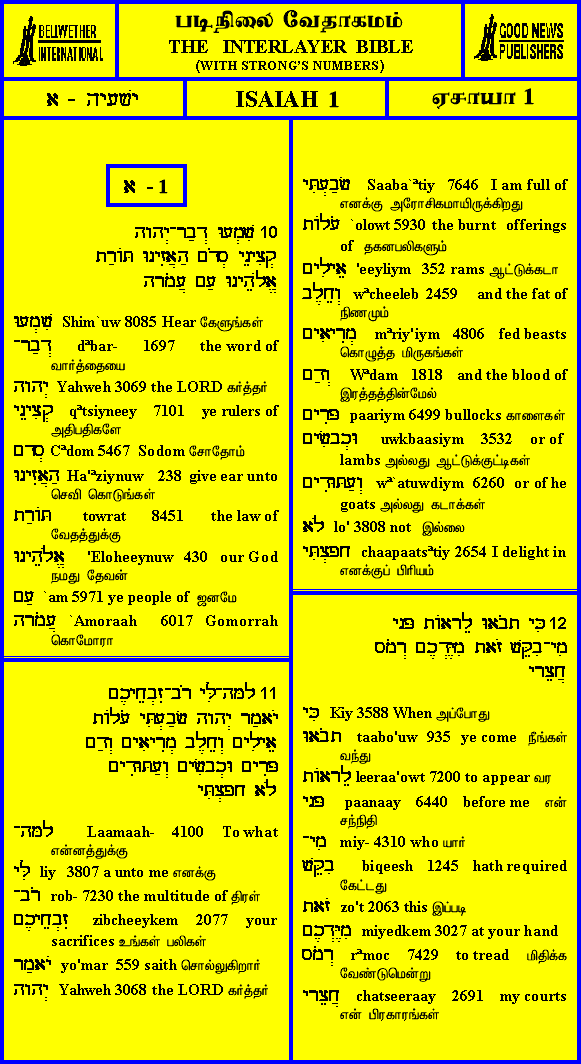 BELLWETHER
INTERNATIONAL
படிநிலை வேதாகமம்
THE INTERLAYER BIBLE
(WITH STRONG'S NUMBERS)
GOOD NEWS
PUBLISHERS
ישעיה - א
ISAIAH 1
ஏசாயா 1
א - 1
10 שִׁמְעוּ דְבַר־יְהוָה
קְצִינֵי סְדֹם הַאֲזִינוּ תּוֹרַת
אֱלֹהֵינוּ עַם עֲמֹרָה
שִׁמְעוּ Shim`uw 8085 Hear கேளுங்கள்
דְבַר־ dªbar- 1697 the word of
வார்த்தையை
יְהוָה Yahweh 3069 the LORD கர்த்தர்
קְצִינֵי qªtsiyneey 7101 ye rulers of
அதிபதிகளே
סְדֹם Cªdom 5467 Sodom சோதோம்
הַאֲזִינוּ Ha'ªziynuw 238 give ear unto
செவி கொடுங்கள்
תּוֹרַת towrat 8451 the law of
வேதத்துக்கு
אֱלֹהֵינוּ 'Eloheeynuw 430 our God
நமது தேவன்
עַם `am 5971 ye people of ஜனமே
עֲמֹרָה `Amoraah 6017 Gomorrah
கொமோரா
11 לָמָּה־לִּי רֹב־זִבְחֵיכֶם
יֹאמַר יְהוָה שָׂבַעְתִּי עֹלוֹת
אֵילִים וְחֵלֶב מְרִיאִים וְדַם
פָּרִים וּכְבָשִׂים וְעַתּוּדִים
לֹא חָפָצְתִּי
לָמָּה־ Laamaah- 4100 To what
என்னத்துக்கு
לִּי liy 3807 a unto me எனக்கு
רֹב־ rob- 7230 the multitude of திரள்
זִבְחֵיכֶם zibcheeykem 2077 your
sacrifices உங்கள் பலிகள்
יֹאמַר yo'mar 559 saith சொல்லுகிறார்
יְהוָה Yahweh 3068 the LORD கர்த்தர்
שָׂבַעְתִּי Saaba`ªtiy 7646 I am full of
எனக்கு அரோசிகமாயிருக்கிறது
עֹלוֹת `olowt 5930 the burnt offerings
of தகனபலிகளும்
אֵילִים 'eeyliym 352 rams ஆட்டுக்கடா
וְחֵלֶב wªcheeleb 2459 and the fat of
நிணமும்
מְרִיאִים mªriy'iym 4806 fed beasts
கொழுத்த மிருகங்கள்
וְדַם Wªdam 1818 and the blood of
இரத்தத்தின்மேல்
פָּרִים paariym 6499 bullocks காளைகள்
וּכְבָשִׂים uwkbaasiym 3532 or of
lambs அல்லது ஆட்டுக்குட்டிகள்
וְעַתּוּדִים wª`atuwdiym 6260 or of he
goats அல்லது கடாக்கள்
לֹא lo' 3808 not இல்லை
חָפָצְתִּי chaapaatsªtiy 2654 I delight in
எனக்குப் பிரியம்
12 כִּי תָבֹאוּ לֵרָאוֹת פָּנָי
מִי־בִקֵּשׁ זֹאת מִיֶּדְכֶם רְמֹס
חֲצֵרָי
כִּי Kiy 3588 When அப்போது
תָבֹאוּ taabo'uw 935 ye come நீங்கள்
வந்து
לֵרָאוֹת leeraa'owt 7200 to appear வர
פָּנָי paanaay 6440 before me என்
சந்நிதி
מִי־ miy- 4310 who யார்
בִקֵּשׁ biqeesh 1245 hath required
கேட்டது
זֹאת zo't 2063 this இப்படி
מִיֶּדְכֶם miyedkem 3027 at your hand
רְמֹס rªmoc 7429 to tread மிதிக்க
வேண்டுமென்று
חֲצֵרָי chatseeraay 2691 my courts
என் பிரகாரங்கள்